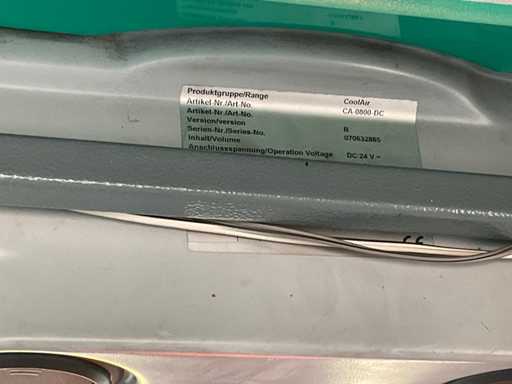 Produktgruppe/Range CoolAir
Artikel-Nr./Art-No. CA-0800-DC
Artikel-Nr./Art-No.
Version/version B
Serien-Nr./Series-No. 070632865
Inhalt/Volume
Anschlussspannung/Operation Voltage DC 24 V
CE